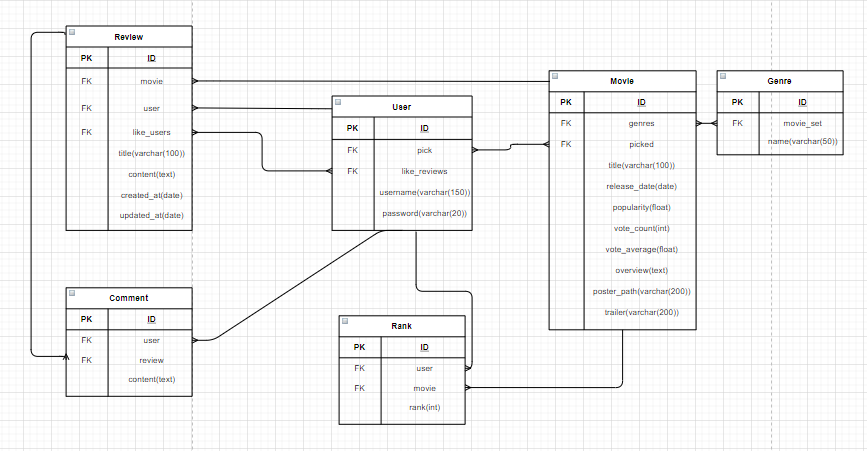 Review
PK ID
FK movie
FK user
FK like_users
title(varchar(100))
content(text)
created_at(date)
updated_at(date)
User
PK ID
FK pick
FK like_reviews
username(varchar(150))
password(varchar(20))
Movie
PK ID
FK genres
FK picked
title(varchar(100))
release_date(date)
popularity(float)
vote_count(int)
vote_average(float)
overview(text)
poster_path(varchar(200))
trailer(varchar(200))
Genre
PK ID
FK movie_set
name(varchar(50))
Comment
PK ID
FK user
FK review
content(text)
Rank
PK ID
FK user
FK movie
rank(int)